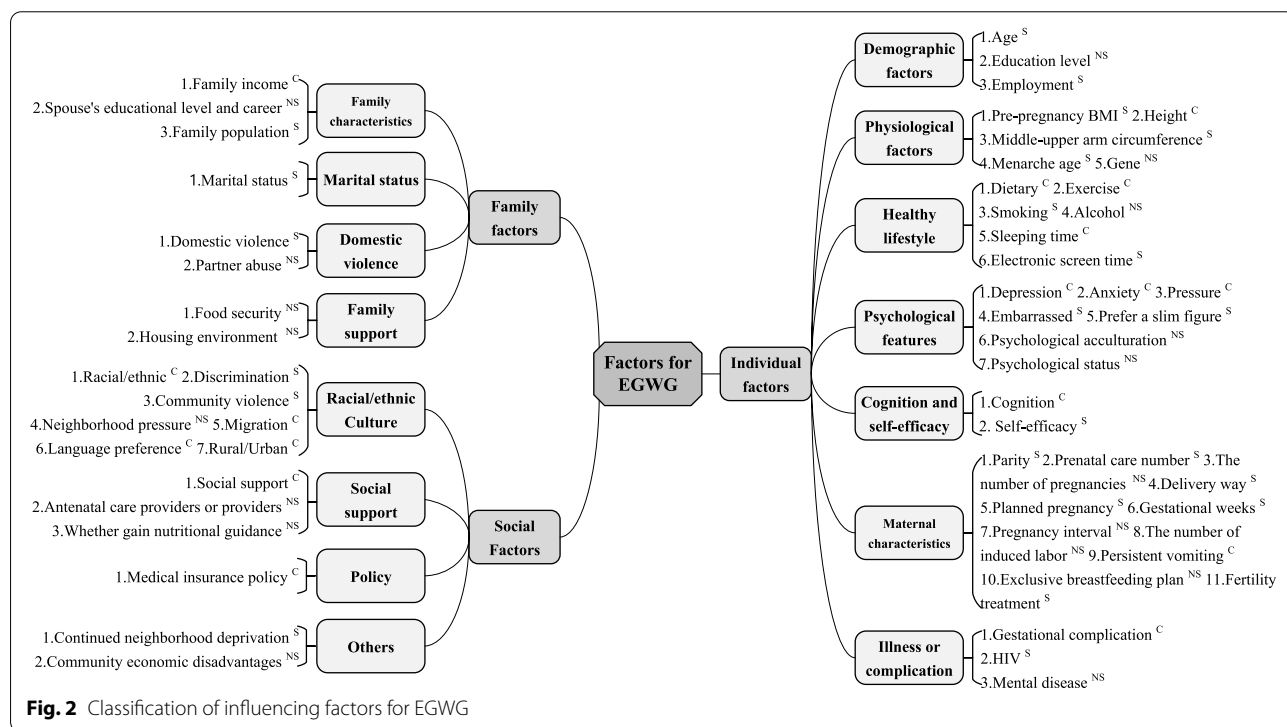 1.Family income C
2.Spouse's educational level and career NS
3.Family population S
Family
characteristics
1.Marital status S
Marital status
1.Domestic violence S
2.Partner abuse NS
Domestic
violence
1.Food security NS
2.Housing environment NS
Family
support
Family
factors
1.Racial/ethnic C 2.Discrimination S
3.Community violence S
4.Neighborhood pressure NS 5.Migration C
6.Language preference C 7.Rural/Urban C
Racial/ethnic
Culture
1.Social support C
2.Antenatal care providers or providers NS
3.Whether gain nutritional guidance NS
Social
support
1.Medical insurance policy C
Policy
1.Continued neighborhood deprivation S
2.Community economic disadvantages NS
Others
Social
Factors
Factors for
EGWG
Individual
factors
Demographic
factors
1.Age S
2.Education level NS
3.Employment S
Physiological
factors
1.Pre-pregnancy BMI S 2.Height C
3.Middle-upper arm circumference S
4.Menarche age S 5.Gene NS
Healthy
lifestyle
1.Dietary C 2.Exercise C
3.Smoking S 4.Alcohol NS
5.Sleeping time C
6.Electronic screen time S
Psychological
features
1.Depression C 2.Anxiety C 3.Pressure C
4.Embarrassed S 5.Prefer a slim figure S
6.Psychological acculturation NS
7.Psychological status NS
Cognition and
self-efficacy
1.Cognition C
2. Self-efficacy S
Maternal
characteristics
1.Parity S 2.Prenatal care number S 3.The
number of pregnancies NS 4.Delivery way S
5.Planned pregnancy S 6.Gestational weeks S
7.Pregnancy interval NS 8.The number of
induced labor NS 9.Persistent vomiting C
10.Exclusive breastfeeding plan NS 11.Fertility
treatment S
Illness or
complication
1.Gestational complication C
2.HIV S
3.Mental disease NS
Fig. 2 Classification of influencing factors for EGWG